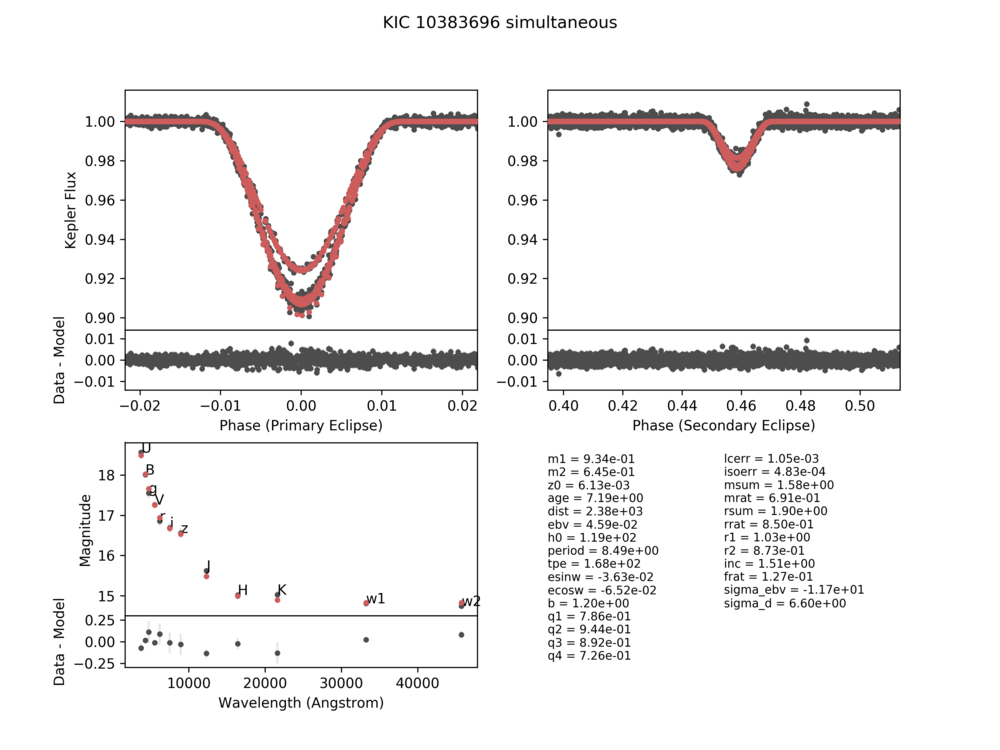 KIC 10383696 simultaneous
Kepler Flux
1.00
0.98
0.96
0.94
0.92
0.90
1.00
0.98
0.96
0.94
0.92
0.90
Data - Model
0.01
0.00
−0.01
0.01
0.00
−0.01
−0.02 −0.01 0.00 0.01 0.02
0.40 0.42 0.44 0.46 0.48 0.50
Phase (Primary Eclipse)
Phase (Secondary Eclipse)
Magnitude
18
17
16
15
U
B
g
V
r
i
z
J
H
K
w1
w2
Data - Model
0.25
0.00
−0.25
10000 20000 30000 40000
Wavelength (Angstrom)
m1 = 9.34e-01
m2 = 6.45e-01
z0 = 6.13e-03
age = 7.19e+00
dist = 2.38e+03
ebv = 4.59e-02
h0 = 1.19e+02
period = 8.49e+00
tpe = 1.68e+02
esinw = -3.63e-02
ecosw = -6.52e-02
b = 1.20e+00
q1 = 7.86e-01
q2 = 9.44e-01
q3 = 8.92e-01
q4 = 7.26e-01
lcerr = 1.05e-03
isoerr = 4.83e-04
msum = 1.58e+00
mrat = 6.91e-01
rsum = 1.90e+00
rrat = 8.50e-01
r1 = 1.03e+00
r2 = 8.73e-01
inc = 1.51e+00
frat = 1.27e-01
sigma_ebv = -1.17e+01
sigma_d = 6.60e+00